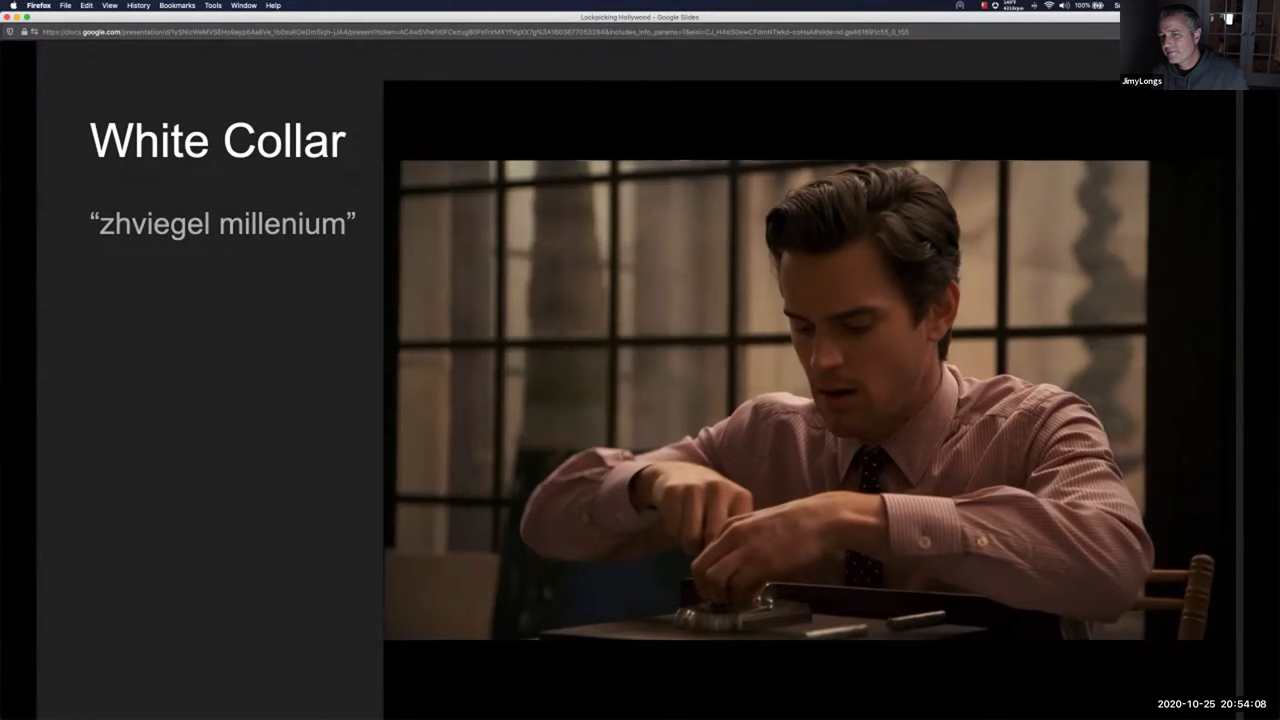 Firefox File Edit View History Bookmarks Tools Window Help
100%
Lockpicking Hollywood - Google Slides
JimyLongs
White Collar
“zhviegel millenium”
2020-10-25 20:54:08